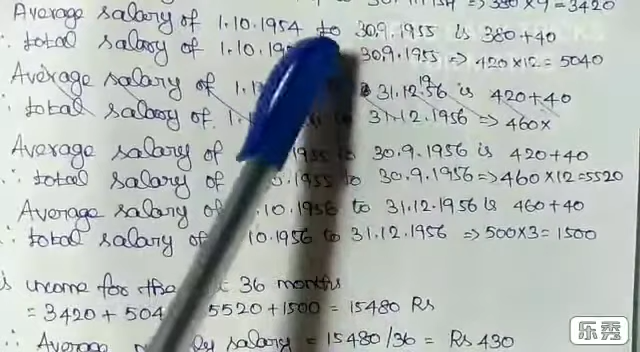 ⇒ 380×9=3420
Average salary of 1.10.1954 to 30.9.1955 is 380+40
∴ total salary of 1.10.195 30.9.1955 ⇒ 420×12=5040
Average salary of 31.12.1956 is 420+40
∴ total salary of 31.12.1956 ⇒ 460×
Average salary of 1955 to 30.9.1956 is 420+40
∴ total salary of .1955 to 30.9.1956 ⇒ 460×12=5520
Average salary of .10.1956 to 31.12.1956 is 460+40
∴ total salary of 10.1956 to 31.12.1956 ⇒ 500×3=1500
income for the 36 months
= 3420+504 5520+1500 = 15480 Rs
∴ Average salary = 15480/36 = Rs 430
乐秀